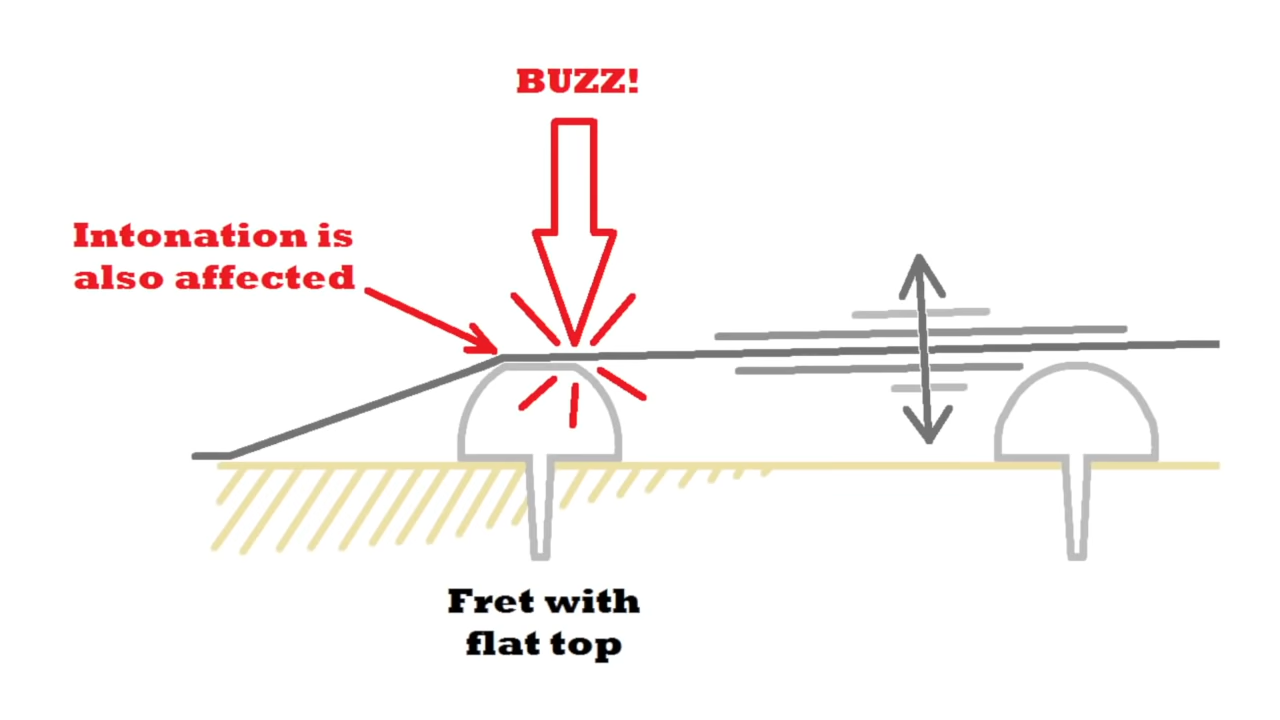 BUZZ!
Intonation is
also affected
Fret with
flat top